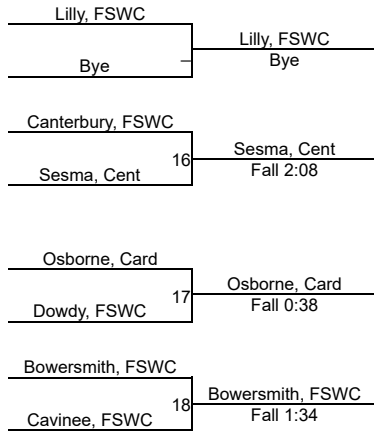 Lilly, FSWC
Bye
Lilly, FSWC
Bye
Canterbury, FSWC
16
Sesma, Cent
Sesma, Cent
Fall 2:08
Osborne, Card
17
Dowdy, FSWC
Osborne, Card
Fall 0:38
Bowersmith, FSWC
18
Cavinee, FSWC
Bowersmith, FSWC
Fall 1:34